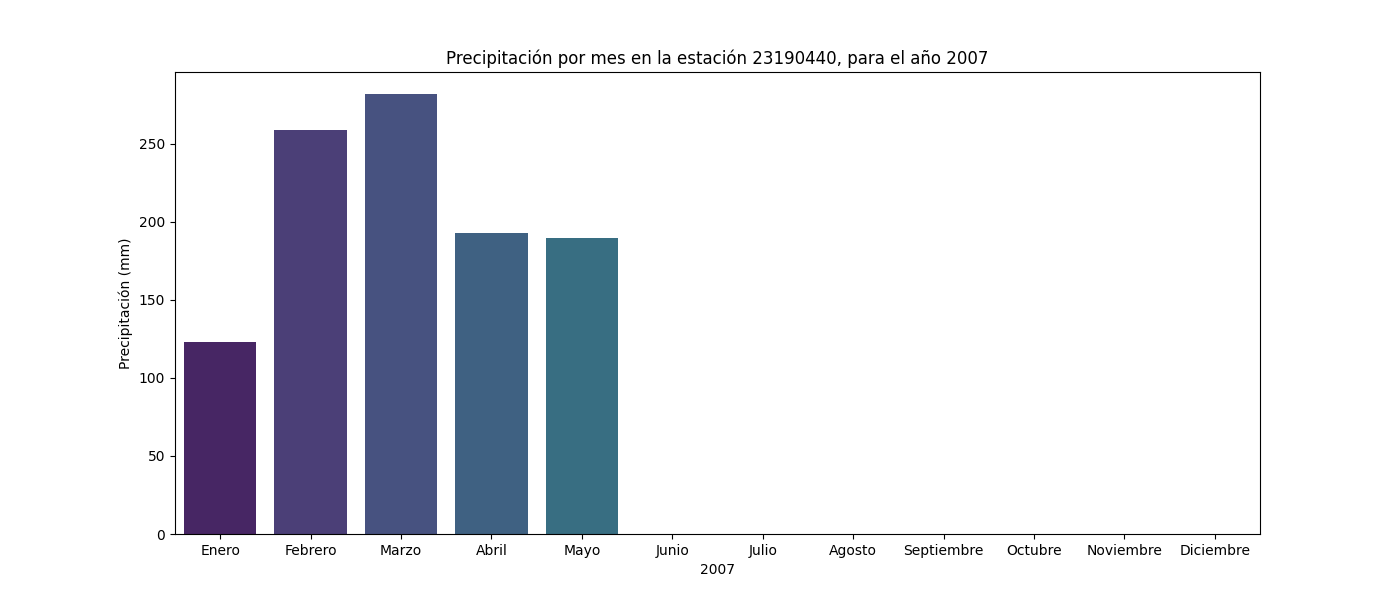 Precipitación por mes en la estación 23190440, para el año 2007
Precipitación (mm)
250
200
150
100
50
0
Enero Febrero Marzo Abril Mayo Junio Julio Agosto Septiembre Octubre Noviembre Diciembre
2007